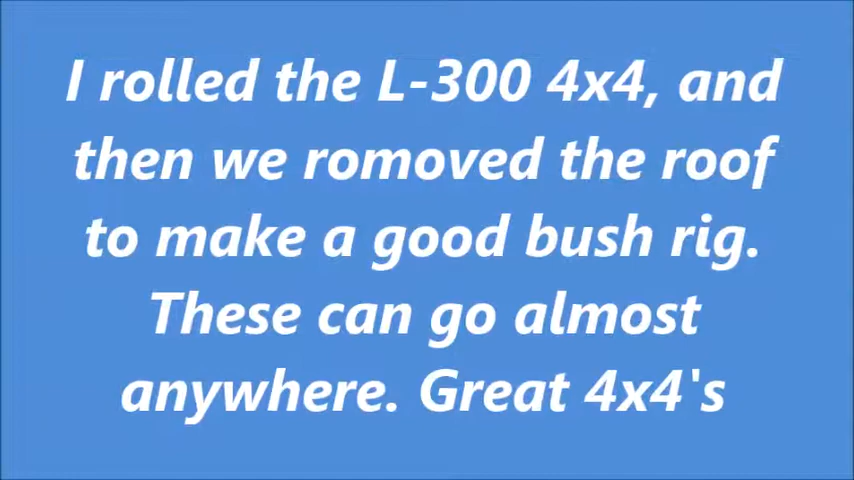 I rolled the L-300 4x4, and
then we romoved the roof
to make a good bush rig.
These can go almost
anywhere. Great 4x4's